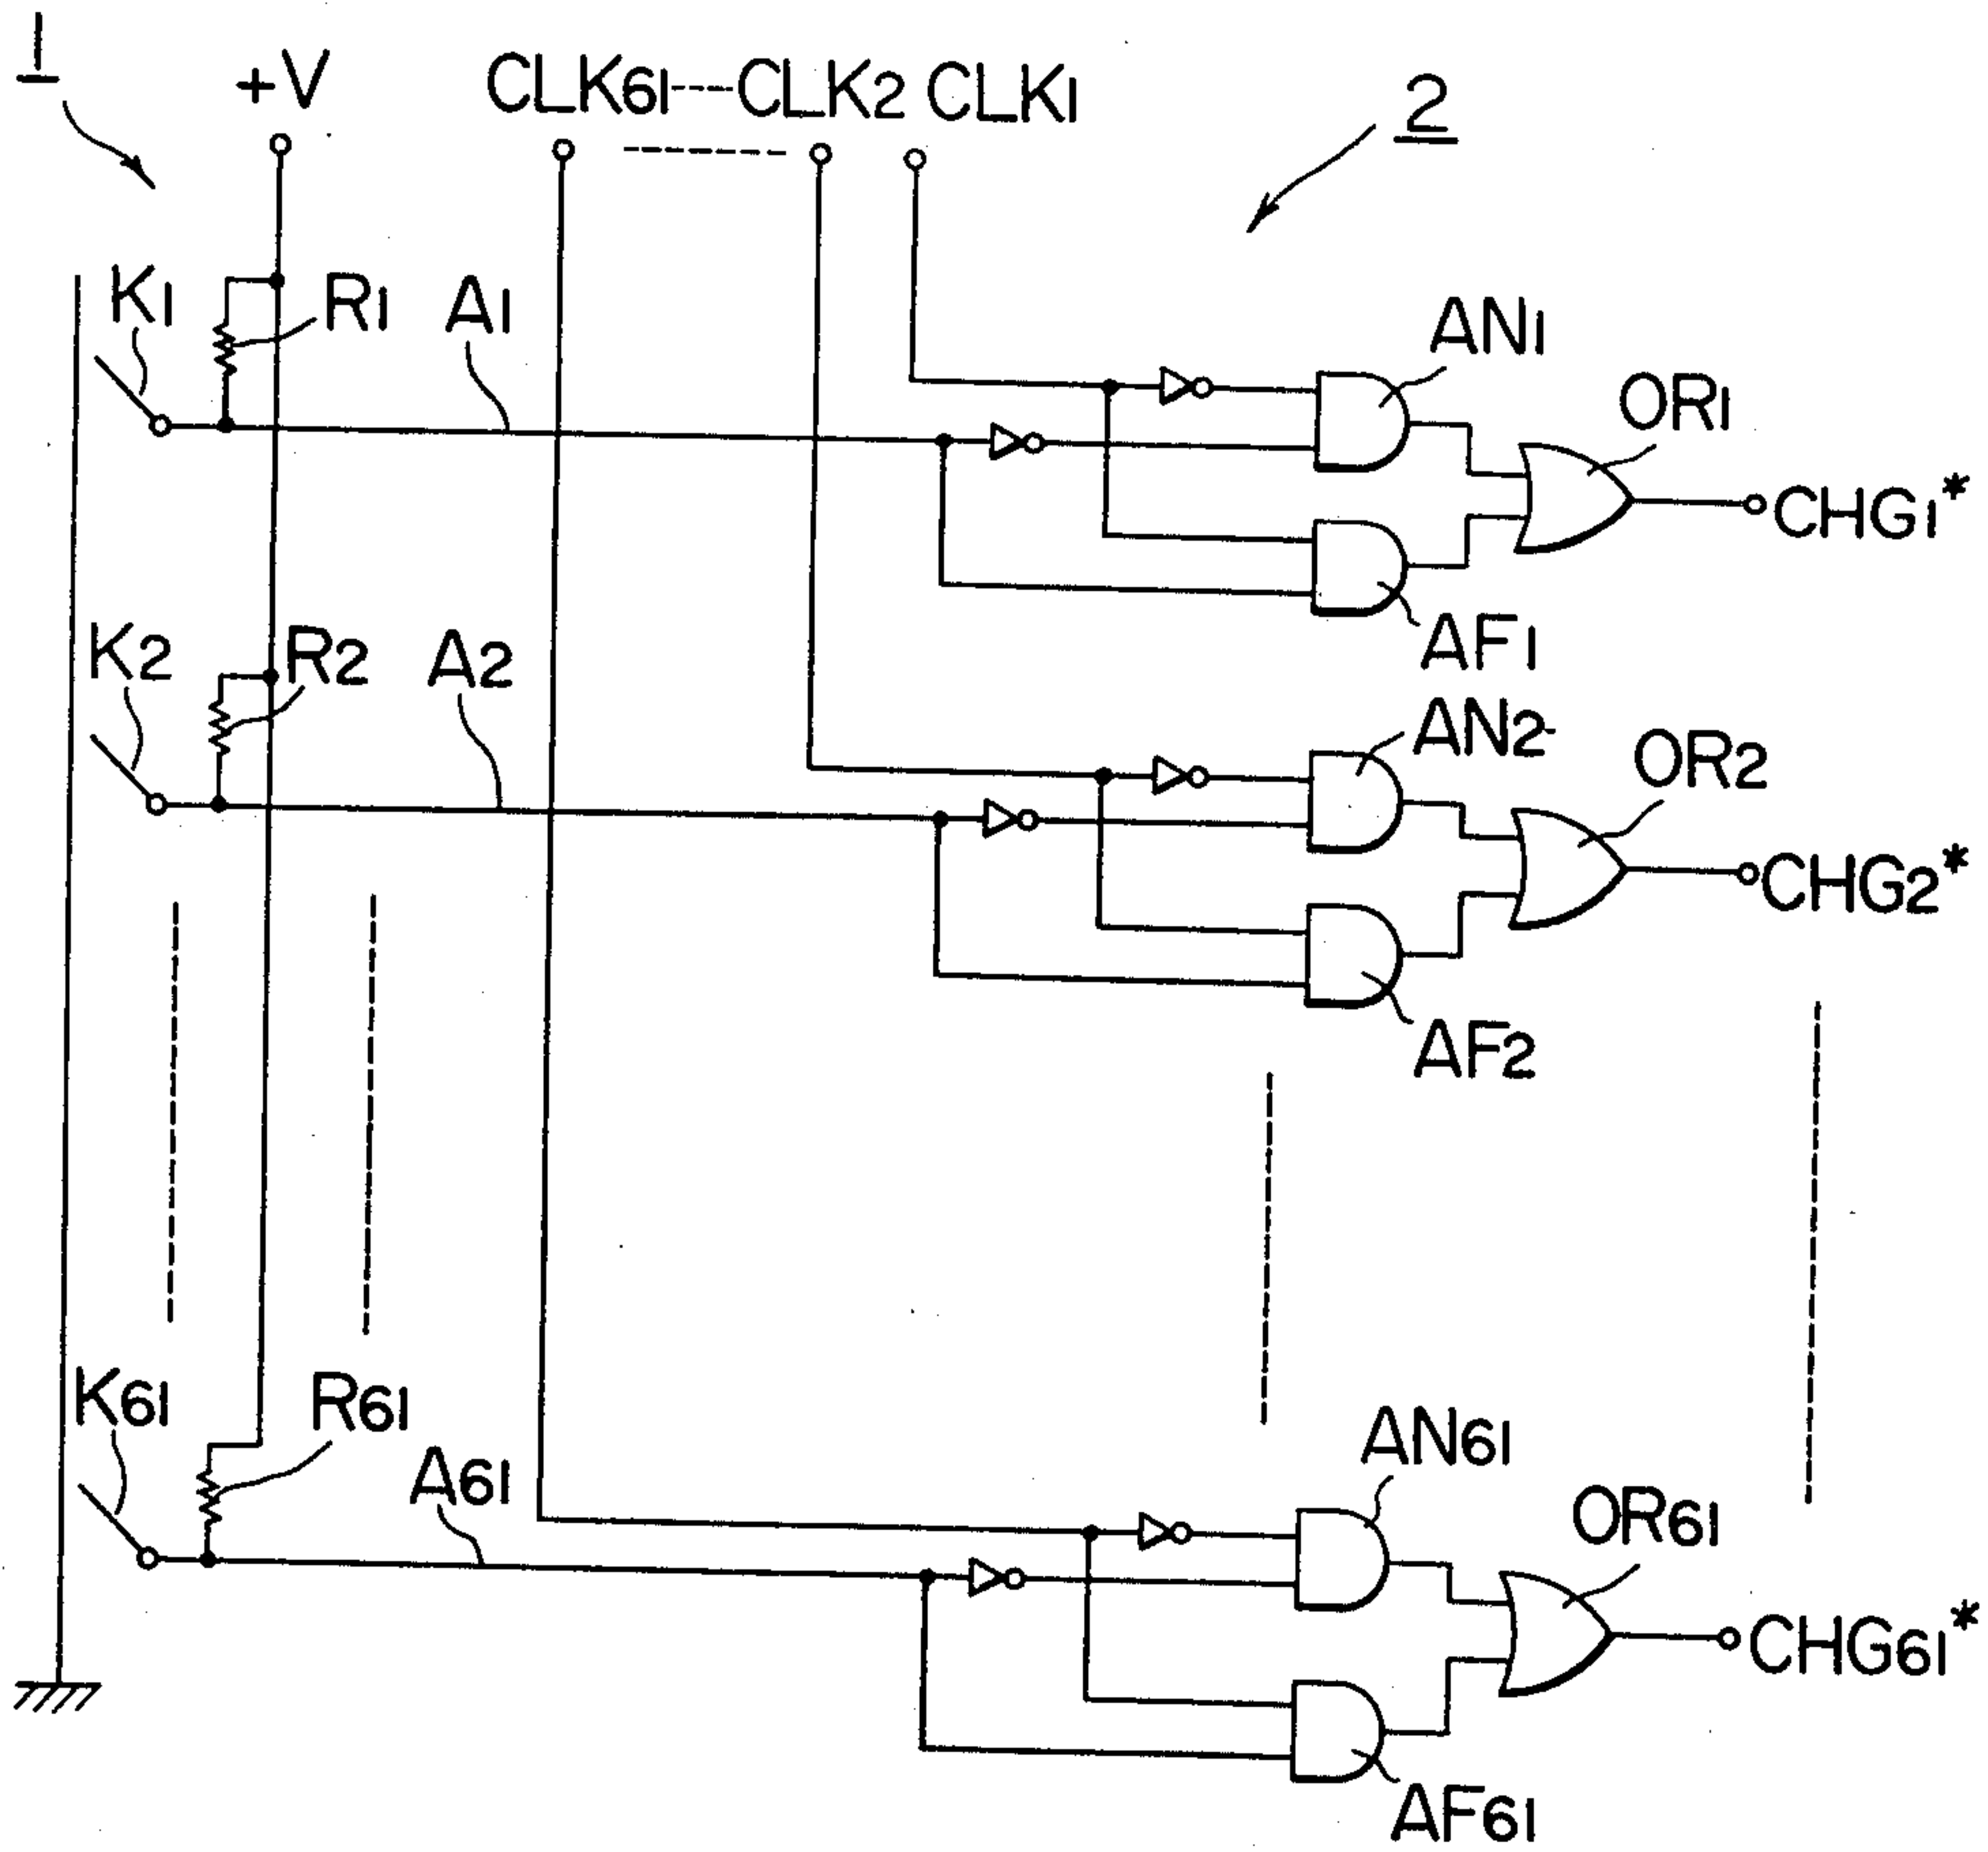 1
+V
CLK61----CLK2 CLK1
2
K1
R1
A1
AN1
OR1
CHG1*
AF1
K2
R2
A2
AN2
OR2
CHG2*
AF2
K61
R61
A61
AN61
OR61
CHG61*
AF61